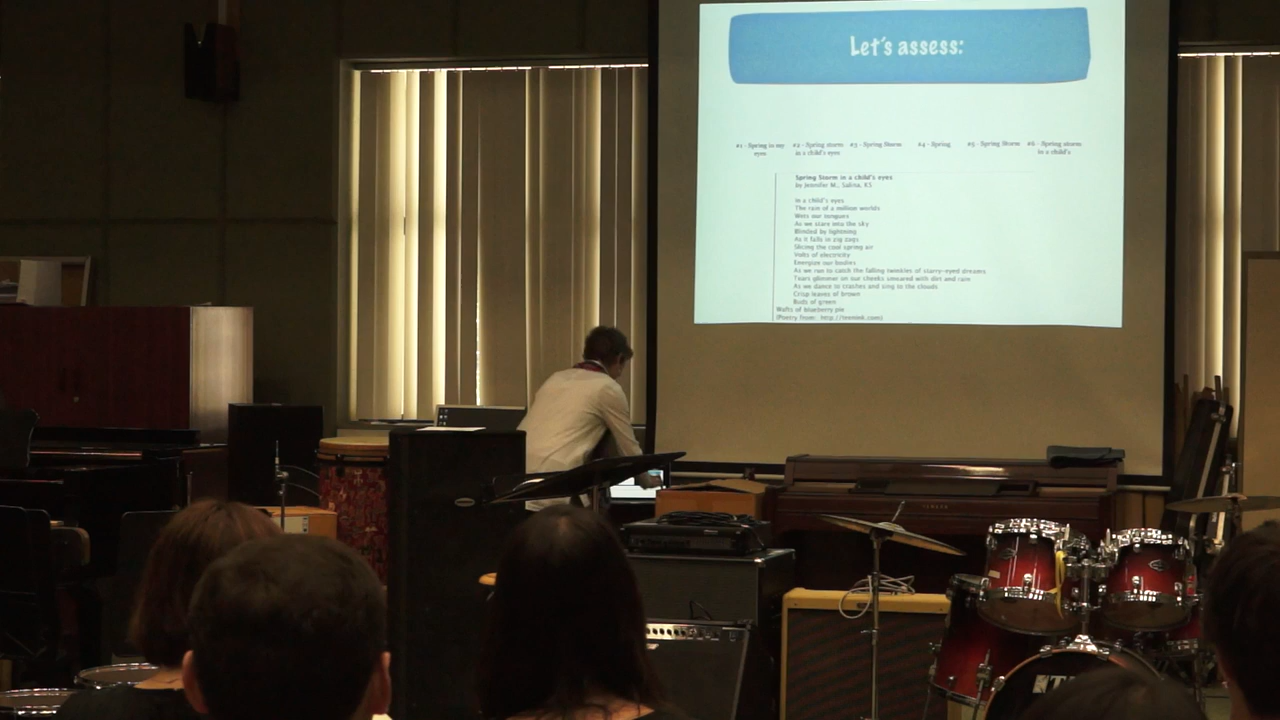 Let's assess:
#1 - Spring in my eyes
#2 - Spring storm in a child's eyes
#3 - Spring Storm
#4 - Spring
#5 - Spring Storm
#6 - Spring storm in a child's
Spring Storm in a child's eyes
by Jennifer M., Salina, KS
In a child's eyes
The rain of a million worlds
Wets our tongues
As we stare into the sky
Blinded by lightning
As it falls in zig zags
Slicing the cool spring air
Volts of electricity
Energize our bodies
As we run to catch the falling twinkles of starry-eyed dreams
Tears glimmer on our cheeks smeared with dirt and rain
As we dance to crashes and sing to the clouds
Crisp leaves of brown
Buds of green
Wafts of blueberry pie
(Poetry from: http://teenink.com)
YAMAHA